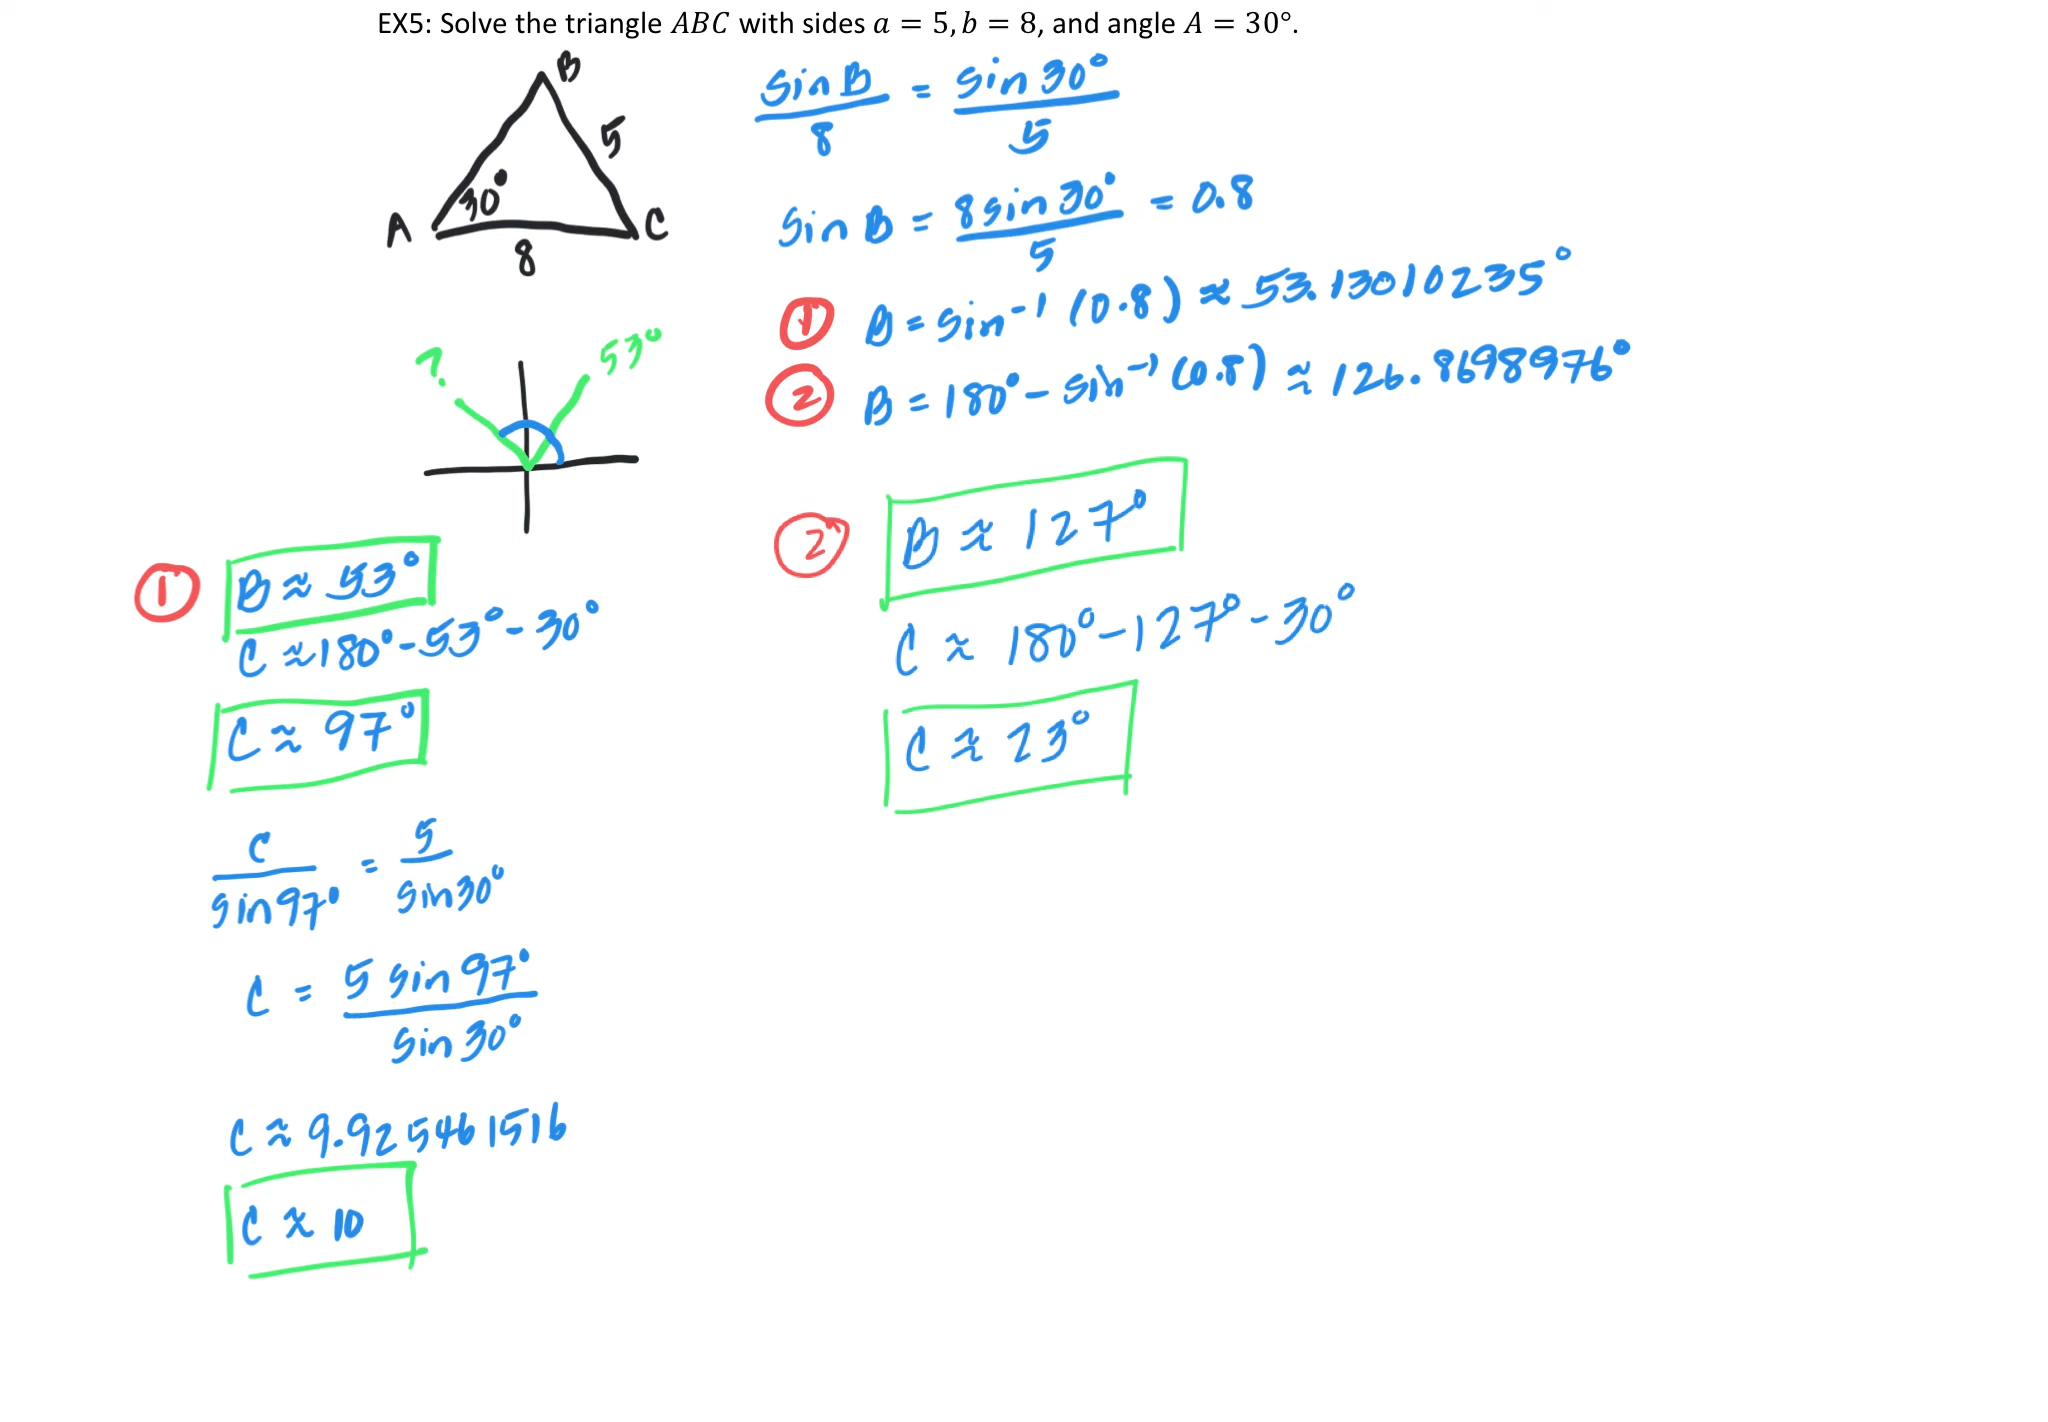 EX5: Solve the triangle ABC with sides a = 5, b = 8, and angle A = 30°.
B
5
30°
A
C
8
sin B / 8 = sin 30° / 5
sin B = 8 sin 30° / 5 = 0.8
① B = sin⁻¹ (0.8) ≈ 53.13010235°
② B = 180° - sin⁻¹ (0.8) ≈ 126.8698976°
?
53°
① B ≈ 53°
C ≈ 180° - 53° - 30°
C ≈ 97°
c / sin 97° = 5 / sin 30°
c = 5 sin 97° / sin 30°
c ≈ 9.925461516
c ≈ 10
② B ≈ 127°
C ≈ 180° - 127° - 30°
C ≈ 23°